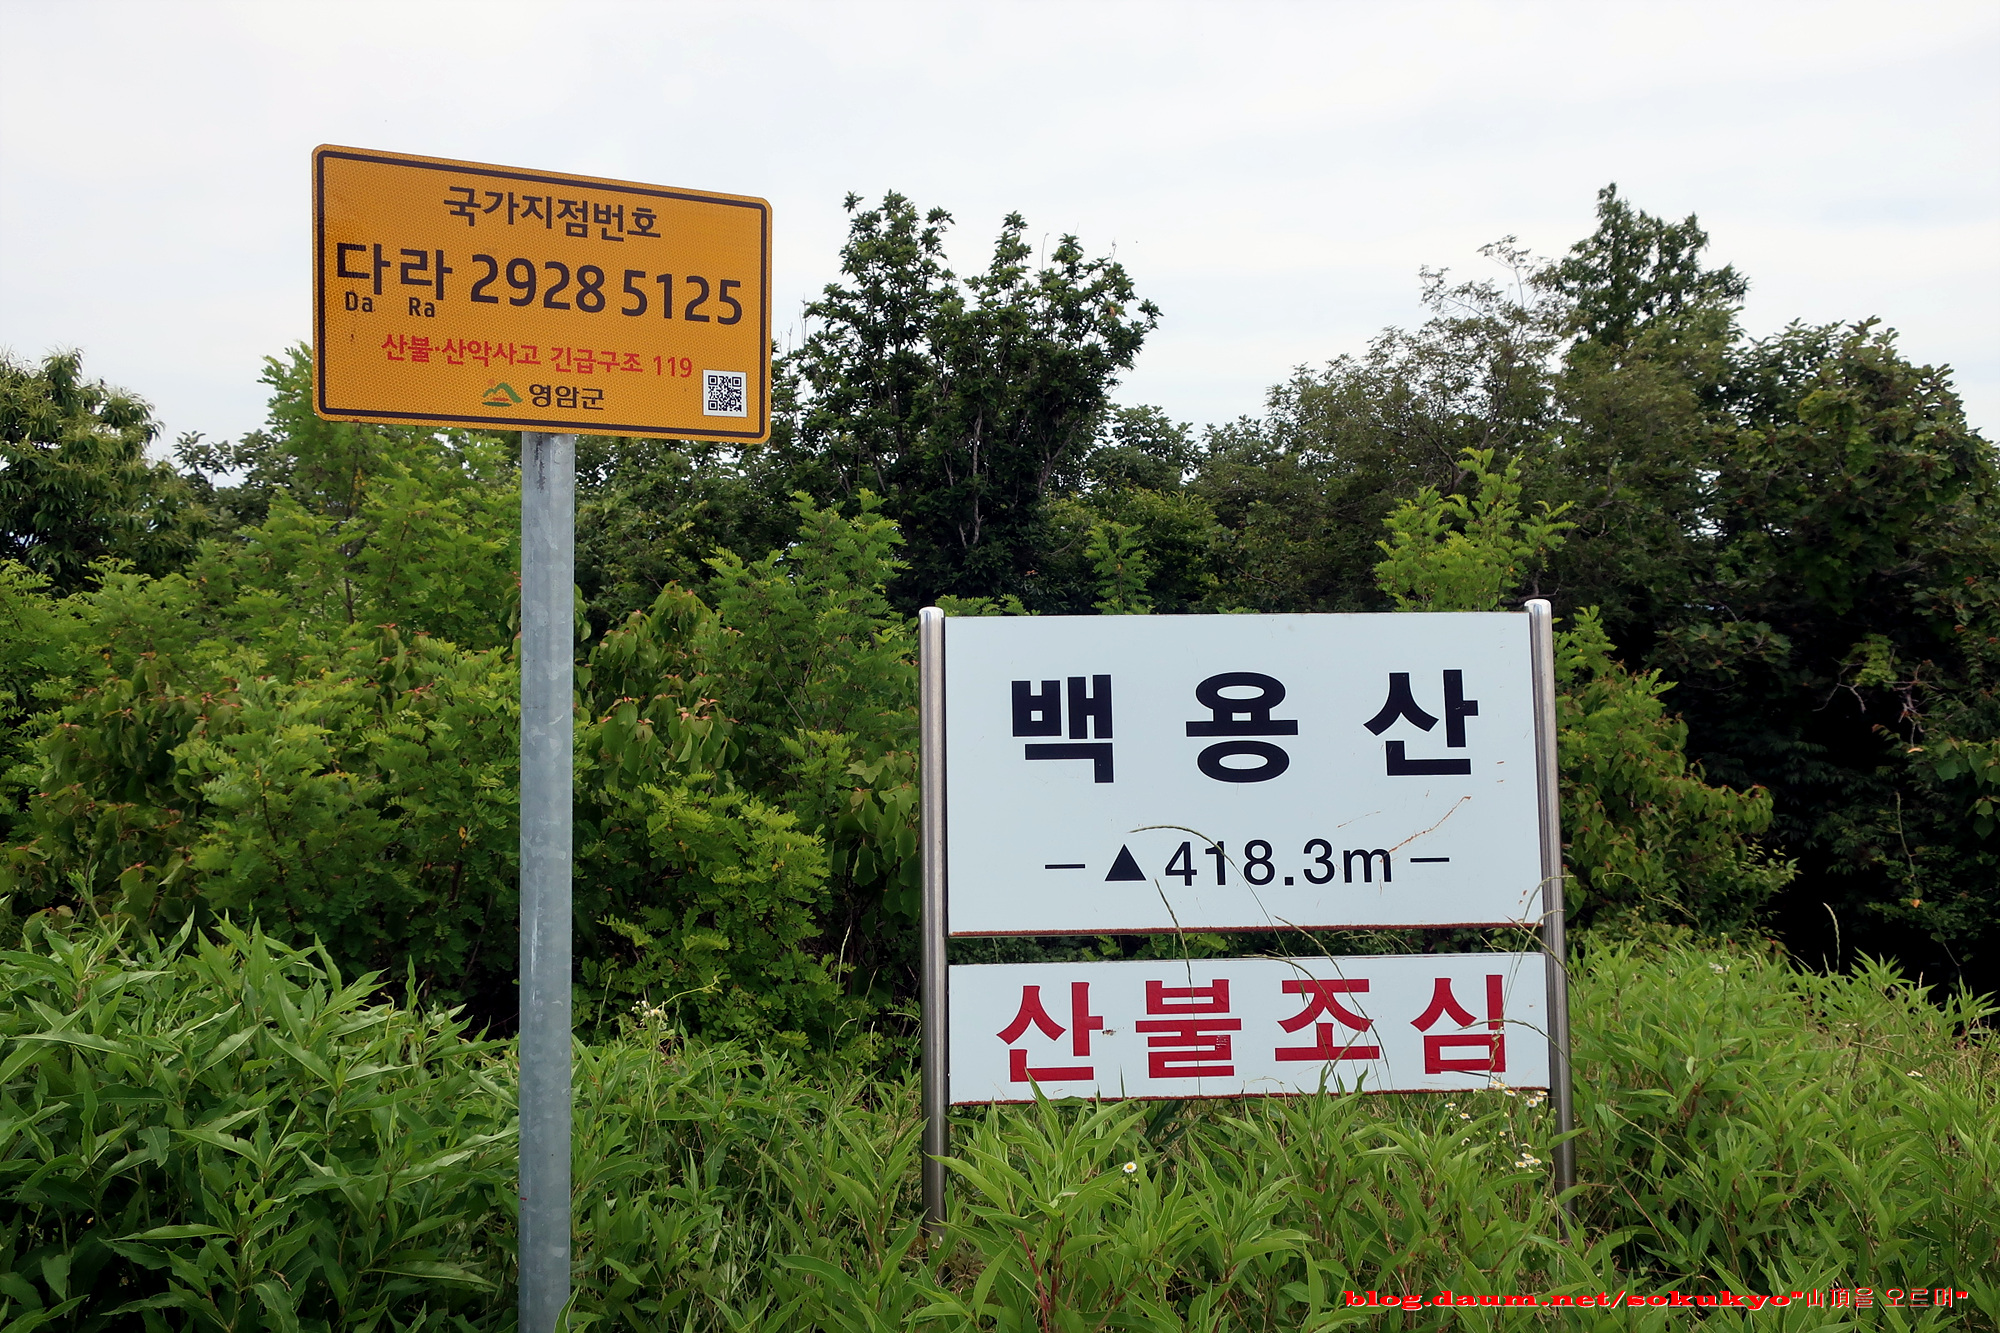 국가지점번호
다라 2928 5125
Da Ra
산불·산악사고 긴급구조 119
영암군
백용산
-▲418.3m-
산불조심
blog.daum.net/sokukyo"山頂을 오르며"